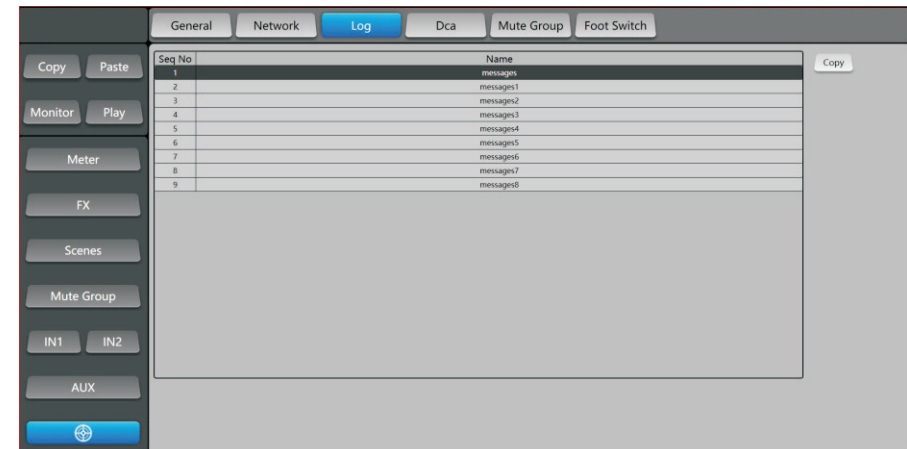 General Network Log Dca Mute Group Foot Switch
Copy Paste
Monitor Play
Meter
FX
Scenes
Mute Group
IN1 IN2
AUX
Seq No Name
1 messages
2 messages1
3 messages2
4 messages3
5 messages4
6 messages5
7 messages6
8 messages7
9 messages8
Copy